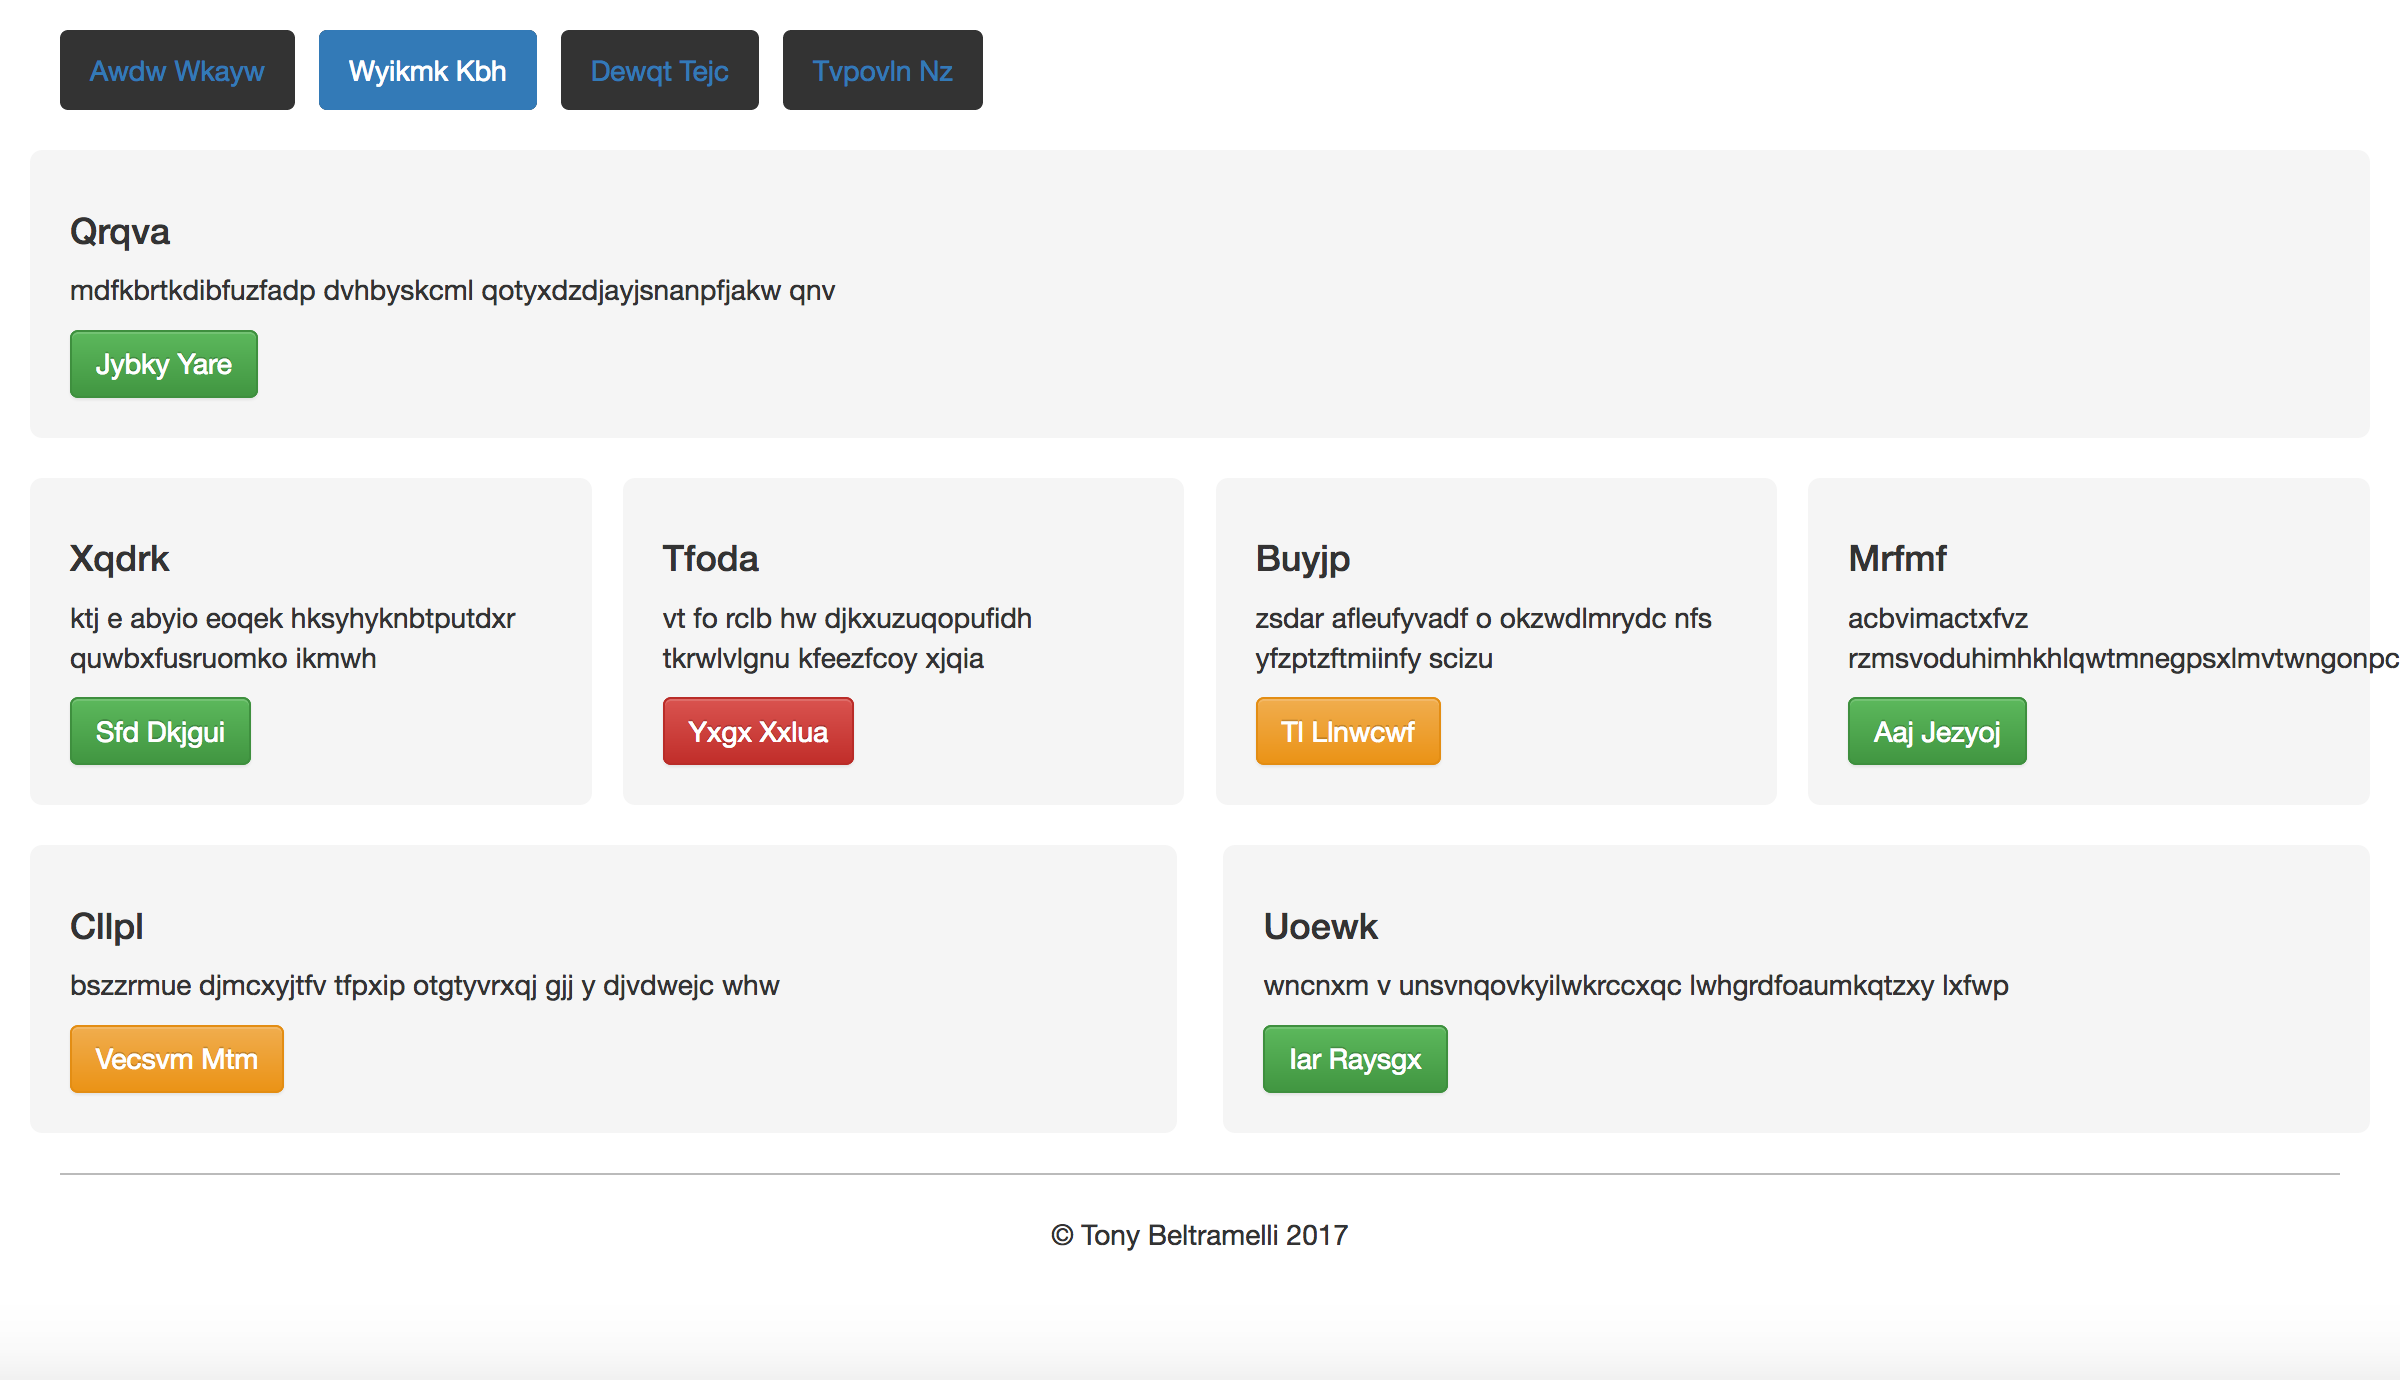 Awdw Wkayw
Wyikmk Kbh
Dewqt Tejc
Tvpovln Nz
Qrqva
mdfkbrtkdibfuzfadp dvhbyskcml qotyxdzdjayjsnanpfjakw qnv
Jybky Yare
Xqdrk
ktj e abyio eoqek hksyhyknbtputdxr
quwbxfusruomko ikmwh
Sfd Dkjgui
Tfoda
vt fo rclb hw djkxuzuqopufidh
tkrwlvlgnu kfeezfcoy xjqia
Yxgx Xxlua
Buyjp
zsdar afleufyvadf o okzwdlmrydc nfs
yfzptzftmiinfy scizu
Tl Llnwcwf
Mrfmf
acbvimactxfvz
rzmsvoduhimhkhlqwtmnegpsxlmvtwngonpc
Aaj Jezyoj
Cllpl
bszzrmue djmcxyjtfv tfpxip otgtyvrxqj gjj y djvdwejc whw
Vecsvm Mtm
Uoewk
wncnxm v unsvnqovkyilwkrccxqc lwhgrdfoaumkqtzxy lxfwp
Iar Raysgx
© Tony Beltramelli 2017